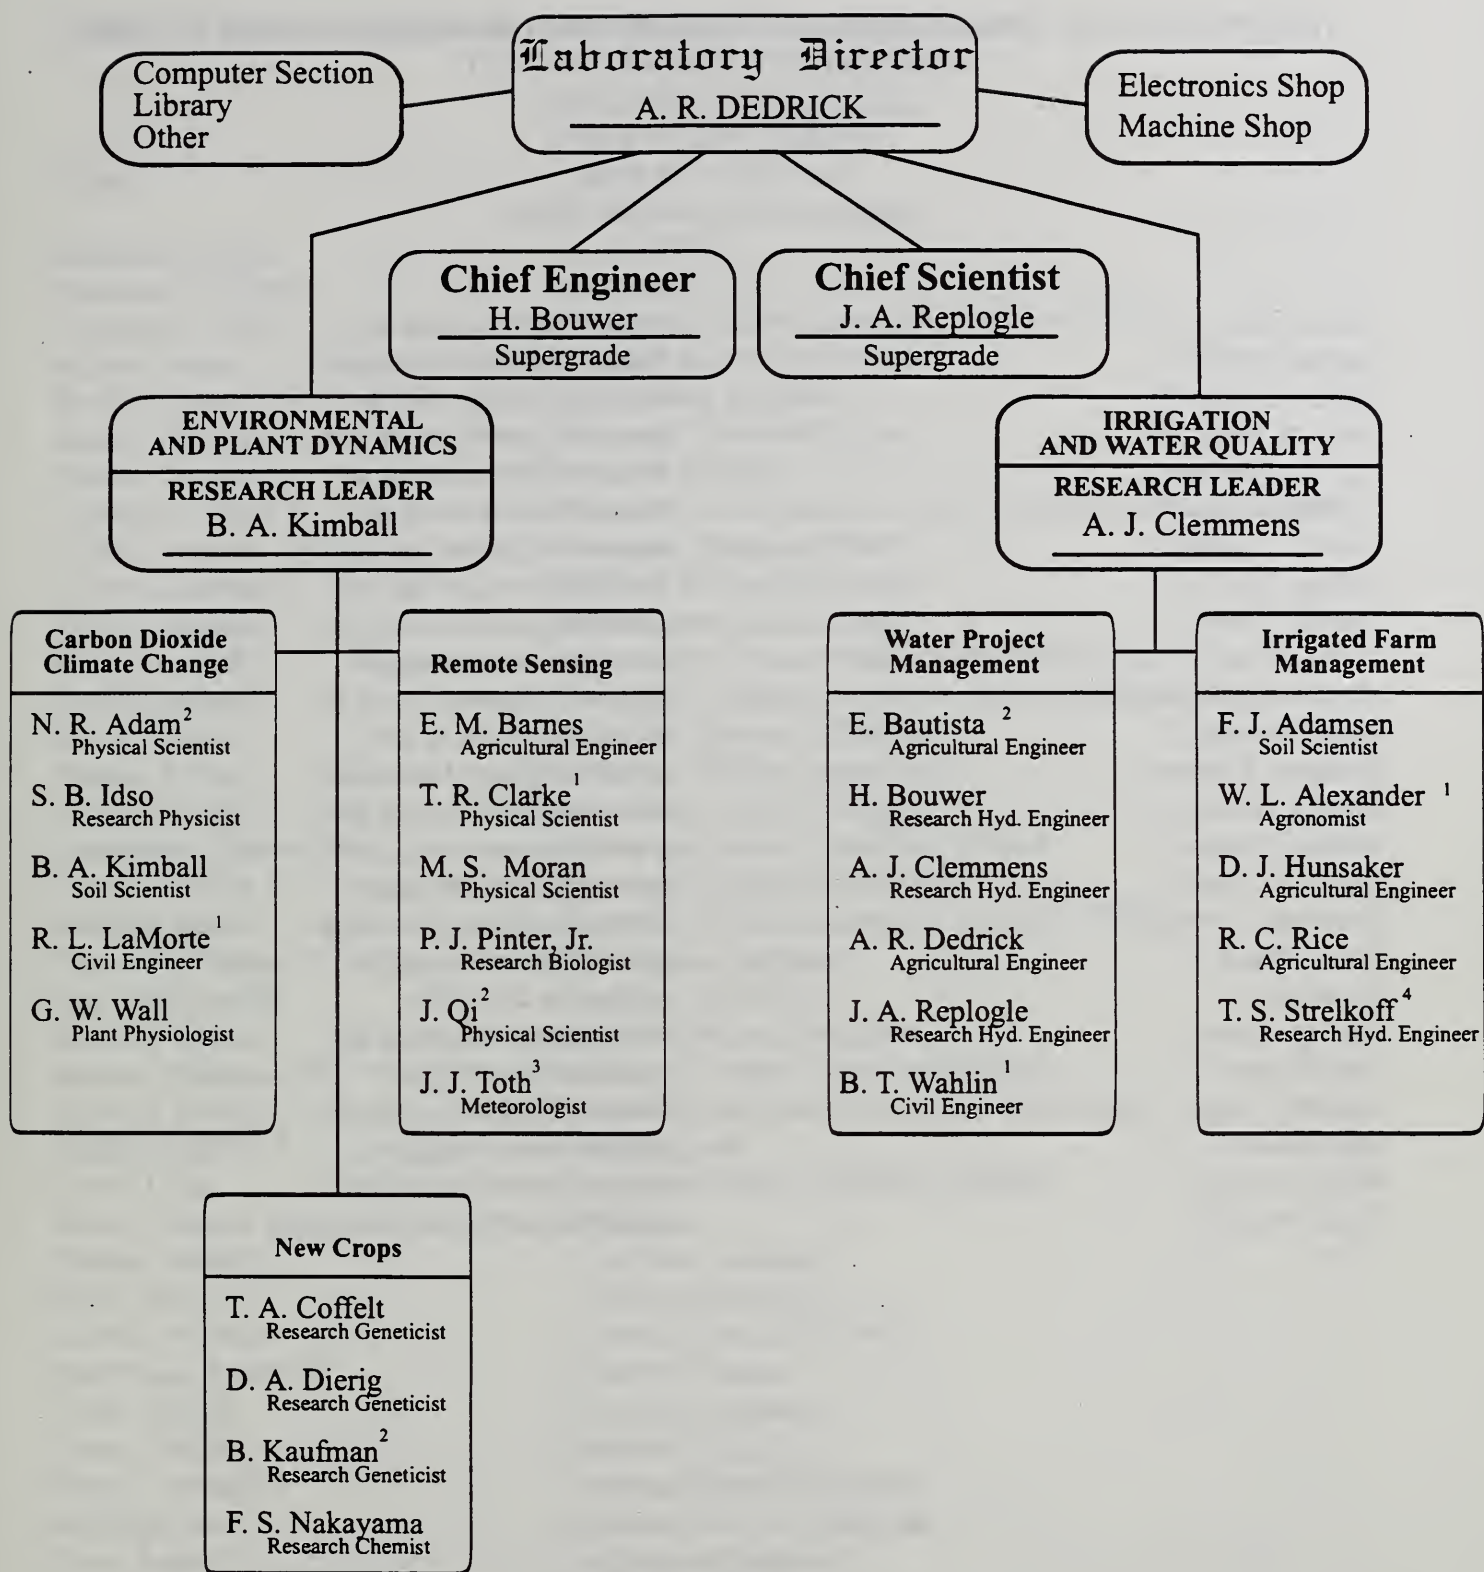 Laboratory Director
A. R. DEDRICK
Computer Section
Library
Other
Electronics Shop
Machine Shop
Chief Engineer
H. Bouwer
Supergrade
Chief Scientist
J. A. Replogle
Supergrade
ENVIRONMENTAL
AND PLANT DYNAMICS
RESEARCH LEADER
B. A. Kimball
IRRIGATION
AND WATER QUALITY
RESEARCH LEADER
A. J. Clemmens
Carbon Dioxide
Climate Change
N. R. Adam²
Physical Scientist
S. B. Idso
Research Physicist
B. A. Kimball
Soil Scientist
R. L. LaMorte¹
Civil Engineer
G. W. Wall
Plant Physiologist
Remote Sensing
E. M. Barnes
Agricultural Engineer
T. R. Clarke¹
Physical Scientist
M. S. Moran
Physical Scientist
P. J. Pinter, Jr.
Research Biologist
J. Qi²
Physical Scientist
J. J. Toth³
Meteorologist
Water Project
Management
E. Bautista ²
Agricultural Engineer
H. Bouwer
Research Hyd. Engineer
A. J. Clemmens
Research Hyd. Engineer
A. R. Dedrick
Agricultural Engineer
J. A. Replogle
Research Hyd. Engineer
B. T. Wahlin ¹
Civil Engineer
Irrigated Farm
Management
F. J. Adamsen
Soil Scientist
W. L. Alexander ¹
Agronomist
D. J. Hunsaker
Agricultural Engineer
R. C. Rice
Agricultural Engineer
T. S. Strelkoff⁴
Research Hyd. Engineer
New Crops
T. A. Coffelt
Research Geneticist
D. A. Dierig
Research Geneticist
B. Kaufman²
Research Geneticist
F. S. Nakayama
Research Chemist